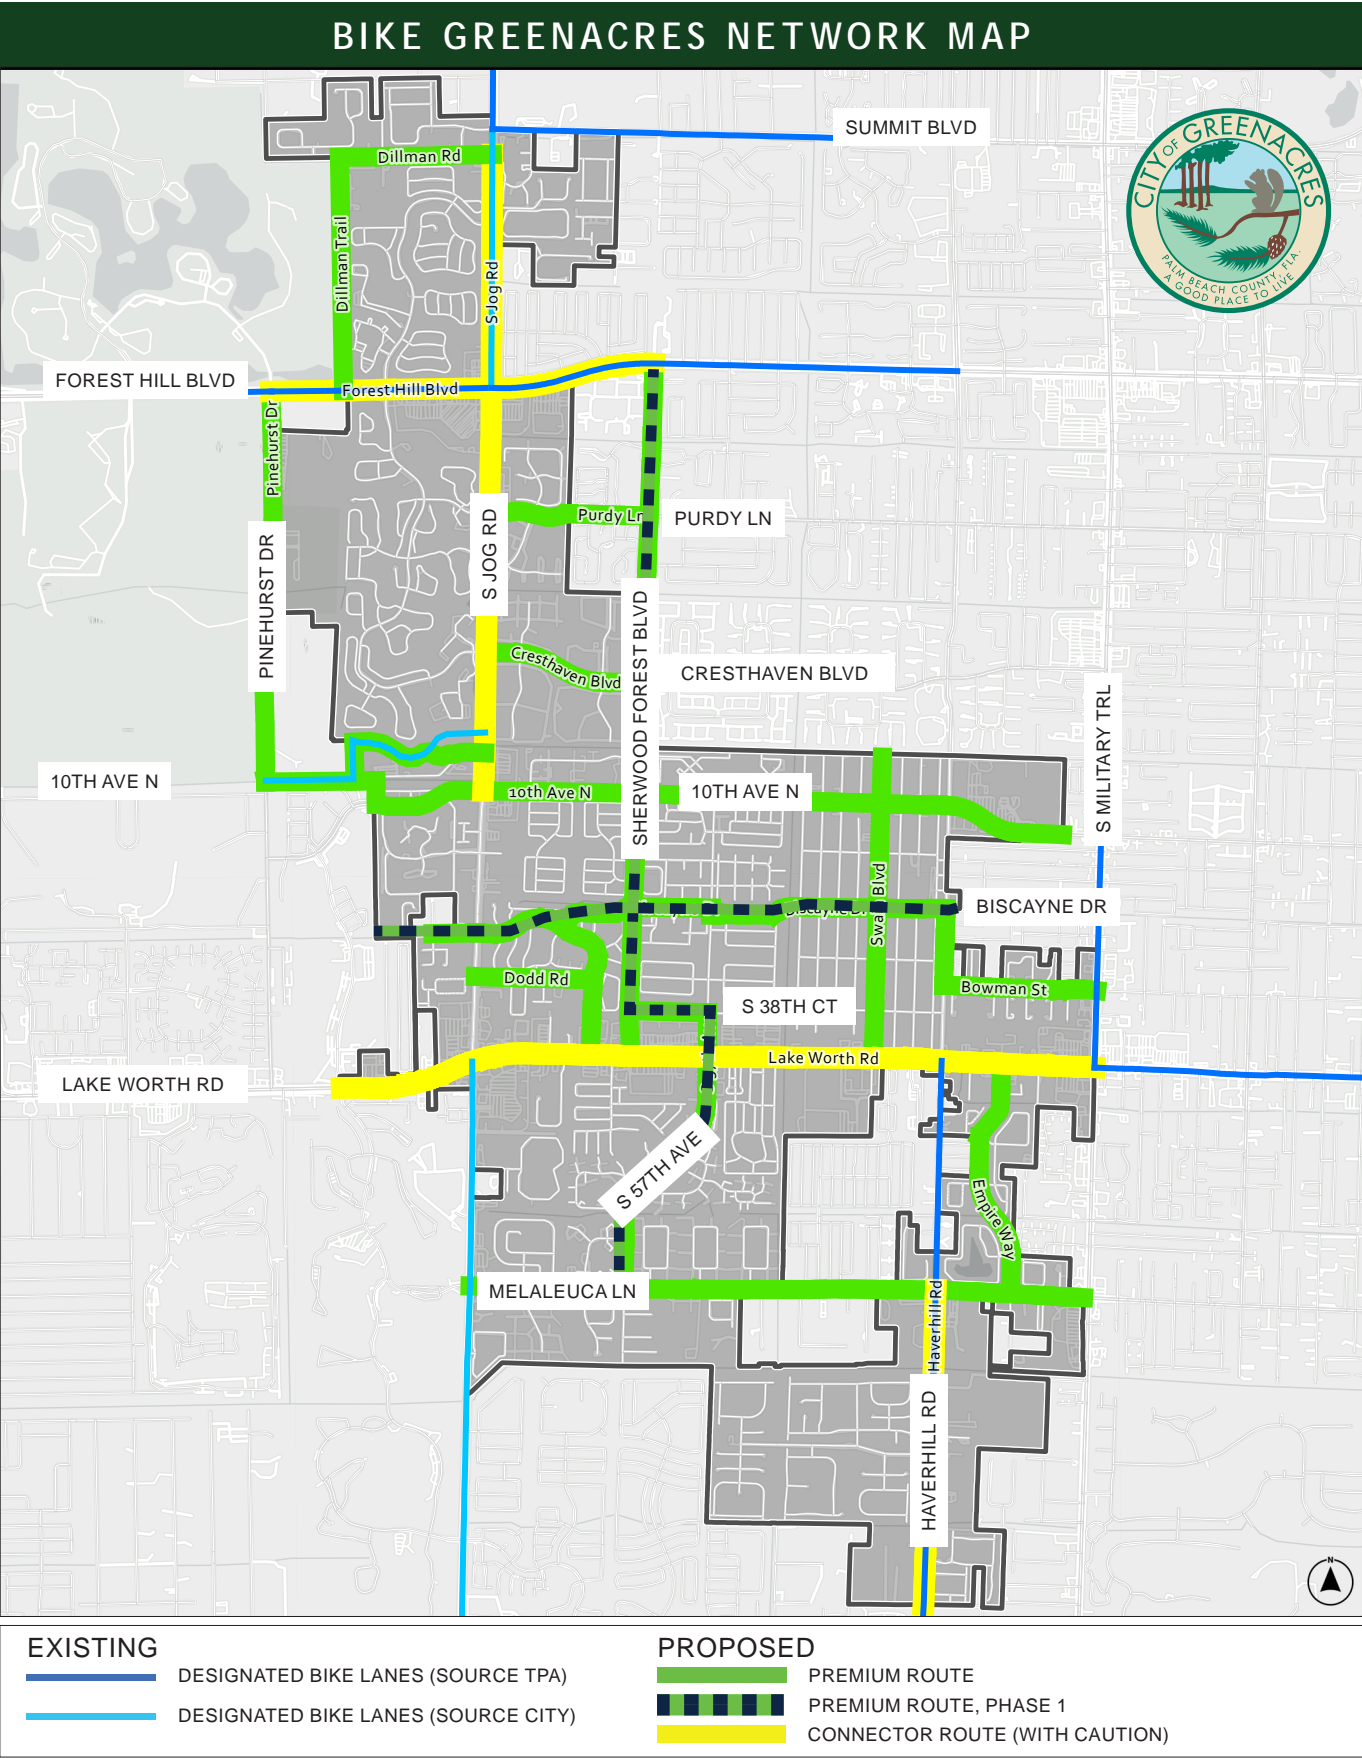 BIKE GREENACRES NETWORK MAP
SUMMIT BLVD
CITY OF GREENACRES
PALM BEACH COUNTY, FLA.
A GOOD PLACE TO LIVE
Dillman Rd
Dillman Trail
S Jog Rd
FOREST HILL BLVD
Forest Hill Blvd
Pinehurst Dr
S JOG RD
Purdy Ln
PURDY LN
PINEHURST DR
SHERWOOD FOREST BLVD
Cresthaven Blvd
CRESTHAVEN BLVD
S MILITARY TRL
10TH AVE N
10th Ave N
10TH AVE N
Swain Blvd
Biscayne Dr
BISCAYNE DR
Dodd Rd
Bowman St
S 38TH CT
Lake Worth Rd
LAKE WORTH RD
S 57TH AVE
Empire Way
MELALEUCA LN
Haverhill Rd
HAVERHILL RD
N
EXISTING
DESIGNATED BIKE LANES (SOURCE TPA)
DESIGNATED BIKE LANES (SOURCE CITY)
PROPOSED
PREMIUM ROUTE
PREMIUM ROUTE, PHASE 1
CONNECTOR ROUTE (WITH CAUTION)